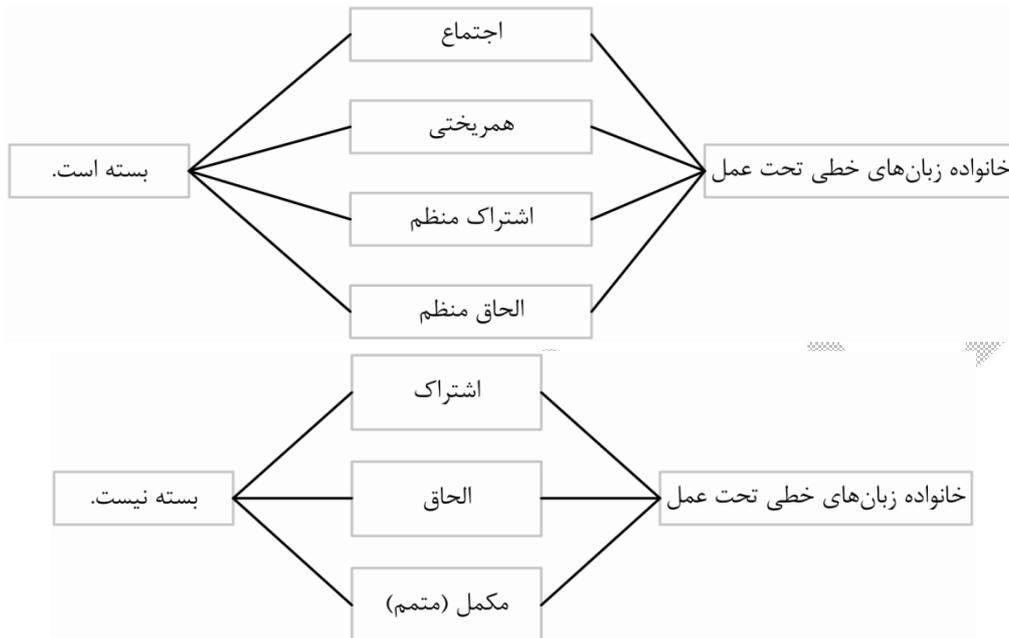 خانواده زبان‌های خطی تحت عمل
اجتماع
همریختی
اشتراک منظم
الحاق منظم
بسته است.
خانواده زبان‌های خطی تحت عمل
اشتراک
الحاق
مکمل (متمم)
بسته نیست.